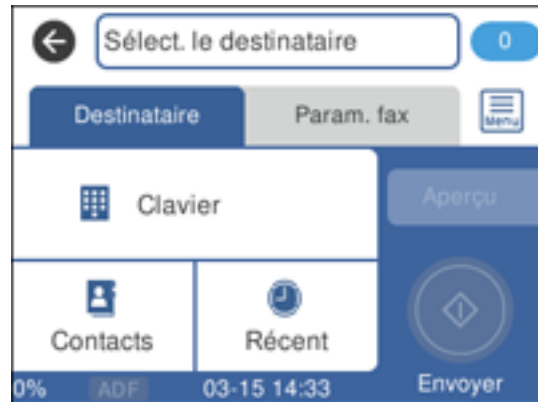 Sélect. le destinataire
0
Destinataire
Param. fax
Menu
Clavier
Aperçu
Contacts
Récent
0%
ADF
03-15 14:33
Envoyer